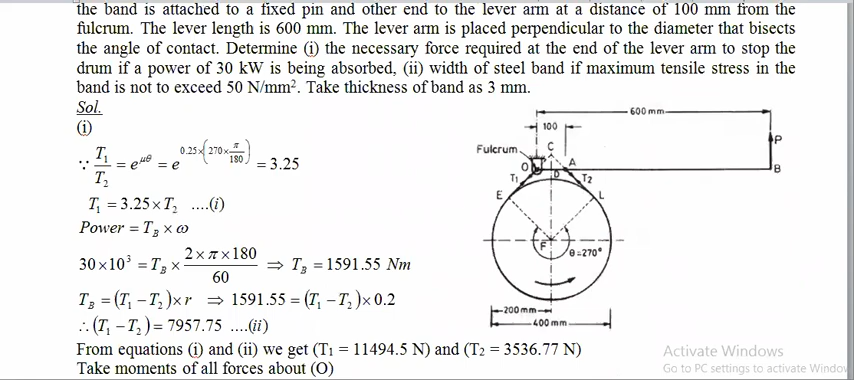 the band is attached to a fixed pin and other end to the lever arm at a distance of 100 mm from the
fulcrum. The lever length is 600 mm. The lever arm is placed perpendicular to the diameter that bisects
the angle of contact. Determine (i) the necessary force required at the end of the lever arm to stop the
drum if a power of 30 kW is being absorbed, (ii) width of steel band if maximum tensile stress in the
band is not to exceed 50 N/mm². Take thickness of band as 3 mm.
Sol.
(i)
∵ T₁/T₂ = e^μθ = e^0.25×(270×π/180) = 3.25
T₁ = 3.25 × T₂ ....(i)
Power = T_B × ω
30×10³ = T_B × 2×π×180/60 ⇒ T_B = 1591.55 Nm
T_B = (T₁ − T₂)× r ⇒ 1591.55 = (T₁ − T₂)× 0.2
∴ (T₁ − T₂) = 7957.75 ....(ii)
From equations (i) and (ii) we get (T₁ = 11494.5 N) and (T₂ = 3536.77 N)
Take moments of all forces about (O)
600 mm
100
P
Fulcrum
C
O
A
D
B
T₁
T₂
E
L
F
θ=270°
200 mm
400 mm
Activate Windows
Go to PC settings to activate Window